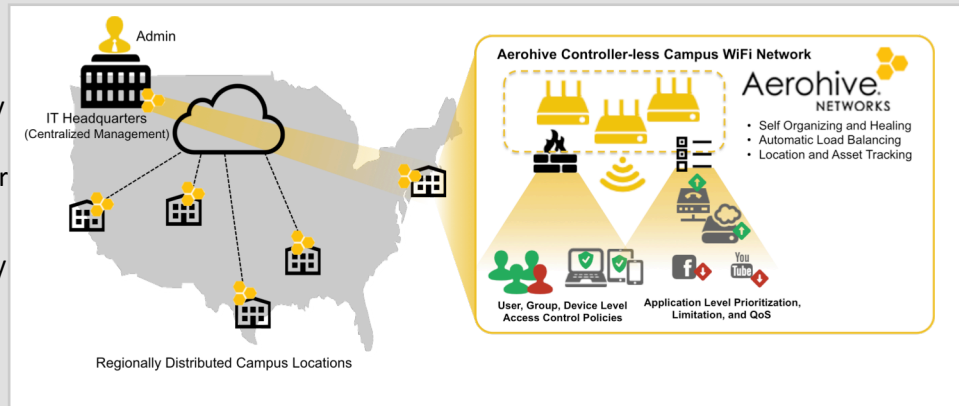 Admin
IT Headquarters
(Centralized Management)
Regionally Distributed Campus Locations
Aerohive Controller-less Campus WiFi Network
Aerohive
NETWORKS
• Self Organizing and Healing
• Automatic Load Balancing
• Location and Asset Tracking
f
You
Tube
User, Group, Device Level
Access Control Policies
Application Level Prioritization,
Limitation, and QoS